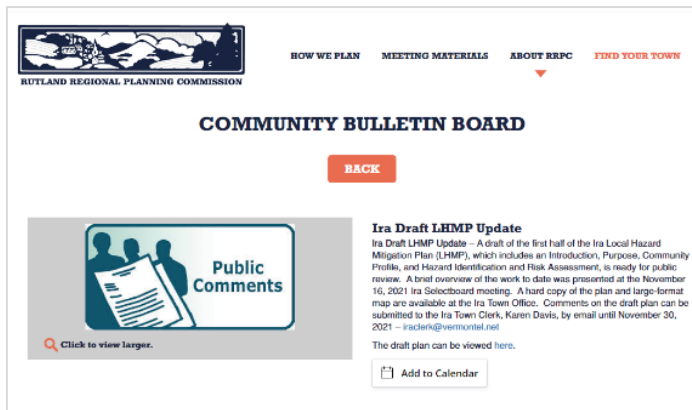 RUTLAND REGIONAL PLANNING COMMISSION
HOW WE PLAN MEETING MATERIALS ABOUT RRPC FIND YOUR TOWN
COMMUNITY BULLETIN BOARD
BACK
Public
Comments
Click to view larger.
Ira Draft LHMP Update
Ira Draft LHMP Update – A draft of the first half of the Ira Local Hazard
Mitigation Plan (LHMP), which includes an Introduction, Purpose, Community
Profile, and Hazard Identification and Risk Assessment, is ready for public
review. A brief overview of the work to date was presented at the November
16, 2021 Ira Selectboard meeting. A hard copy of the plan and large-format
map are available at the Ira Town Office. Comments on the draft plan can be
submitted to the Ira Town Clerk, Karen Davis, by email until November 30,
2021 – iraclerk@vermontel.net
The draft plan can be viewed here.
Add to Calendar